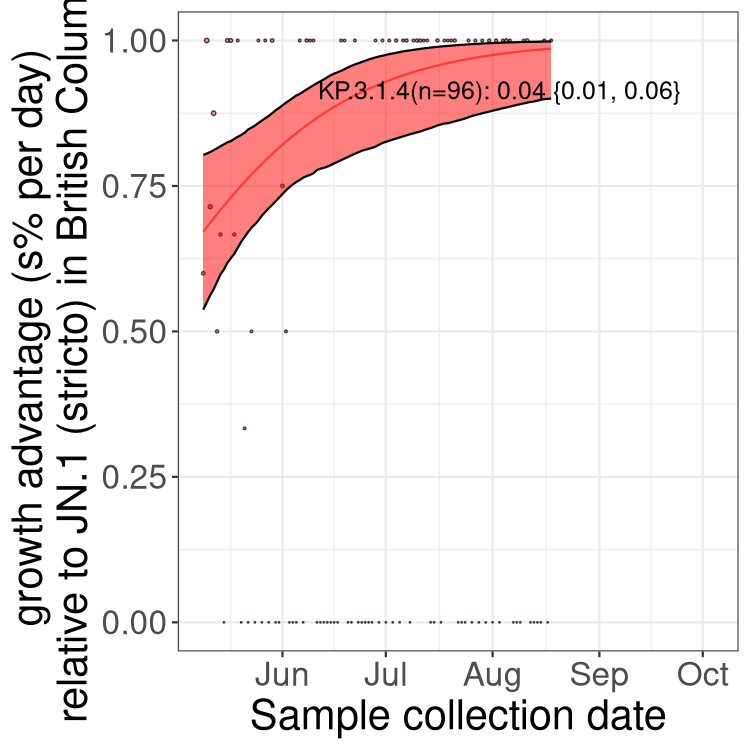 growth advantage (s% per day)
relative to JN.1 (stricto) in British Colum
1.00
0.75
0.50
0.25
0.00
KP.3.1.4(n=96): 0.04 {0.01, 0.06}
Jun Jul Aug Sep Oct
Sample collection date